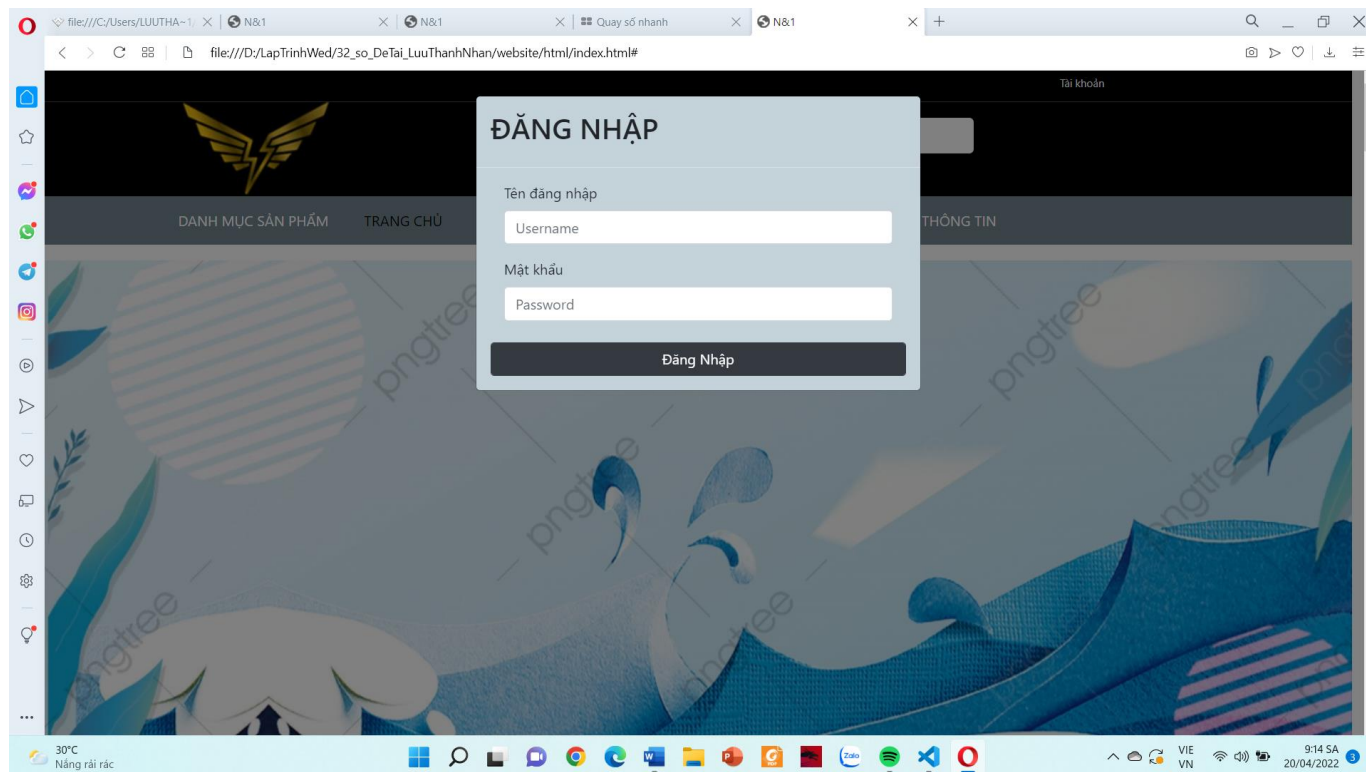 file:///C:/Users/LUUTHA~1/
N&1
N&1
Quay số nhanh
N&1
file:///D:/LapTrinhWed/32_so_DeTai_LuuThanhNhan/website/html/index.html#
Tài khoản
ĐĂNG NHẬP
Tên đăng nhập
Username
Mật khẩu
Password
Đăng Nhập
DANH MỤC SẢN PHẨM TRANG CHỦ THÔNG TIN
pngtree
pngtree
pngtree
pngtree
pngtree
pngtree
30°C
Nắng rải rác
Zalo
VIE
VN
9:14 SA
20/04/2022
3